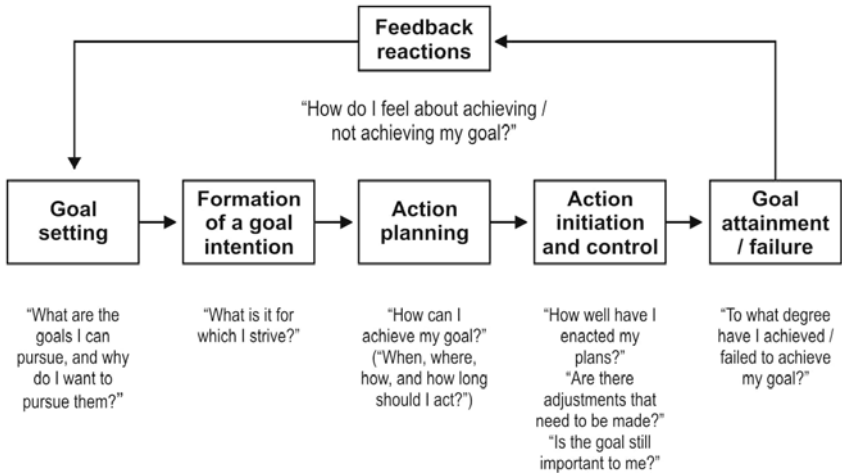 Feedback
reactions
“How do I feel about achieving /
not achieving my goal?”
Goal
setting
Formation
of a goal
intention
Action
planning
Action
initiation
and control
Goal
attainment
/ failure
“What are the
goals I can
pursue, and why
do I want to
pursue them?”
“What is it for
which I strive?”
“How can I
achieve my goal?”
(“When, where,
how, and how long
should I act?”)
“How well have I
enacted my
plans?”
“Are there
adjustments that
need to be made?”
“Is the goal still
important to me?”
“To what degree
have I achieved /
failed to achieve
my goal?”